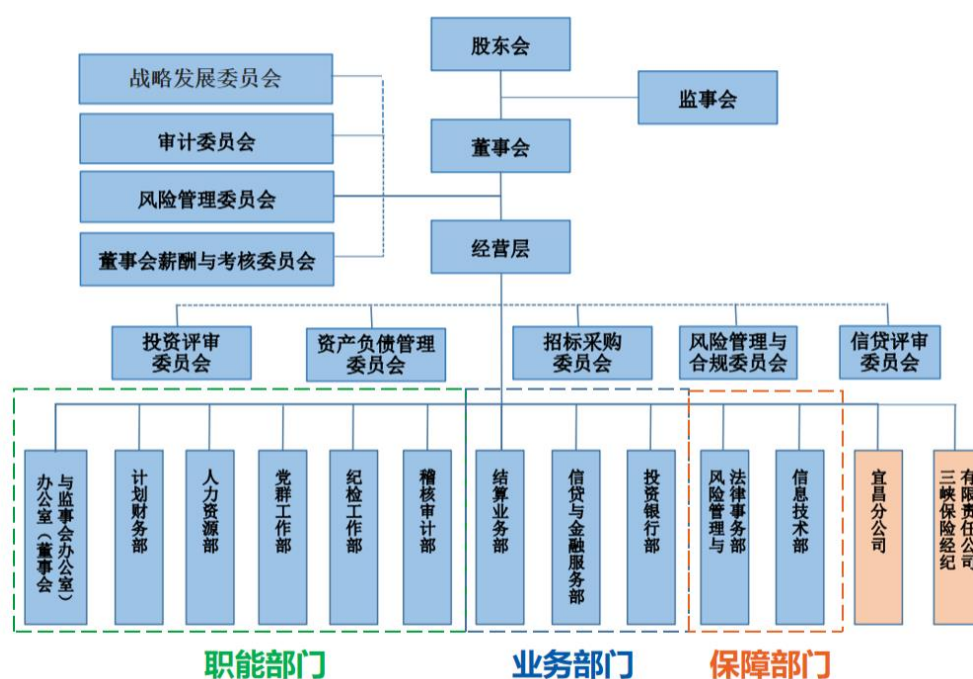 股东会
战略发展委员会
监事会
审计委员会
董事会
风险管理委员会
经营层
董事会薪酬与考核委员会
投资评审
委员会
资产负债管理
委员会
招标采购
委员会
风险管理与
合规委员会
信贷评审
委员会
办公室（董事会
与监事会办公室）
计划财务部
人力资源部
党群工作部
纪检工作部
稽核审计部
结算业务部
信贷与金融服务部
投资银行部
风险管理与
法律事务部
信息技术部
宜昌分公司
三峡保险经纪
有限责任公司
职能部门
业务部门
保障部门